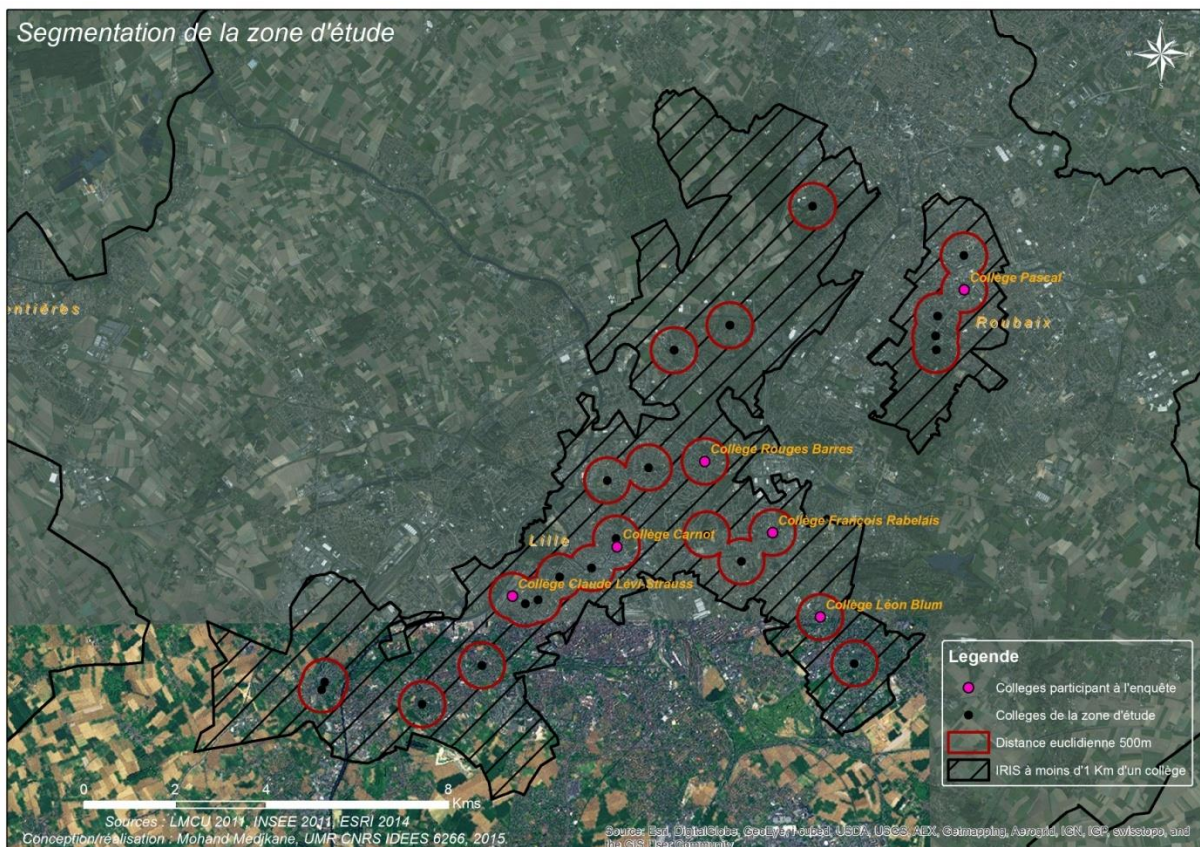 Segmentation de la zone d'étude
entières
Collège Pascal
Roubaix
Collège Rouges Barres
Collège François Rabelais
Lille
Collège Carnot
Collège Claude Lévi-Strauss
Collège Léon Blum
Legende
Colleges participant à l'enquête
Colleges de la zone d'étude
Distance euclidienne 500m
IRIS à moins d'1 Km d'un collège
0 2 4 8
Kms
Sources : LMCU 2011, INSEE 2011, ESRI 2014
Conception/réalisation : Mohand Medjkane, UMR CNRS IDEES 6266, 2015.
Source: Esri, DigitalGlobe, GeoEye, i-cubed, USDA, USGS, AEX, Getmapping, Aerogrid, IGN, IGP, swisstopo, and
the GIS User Community